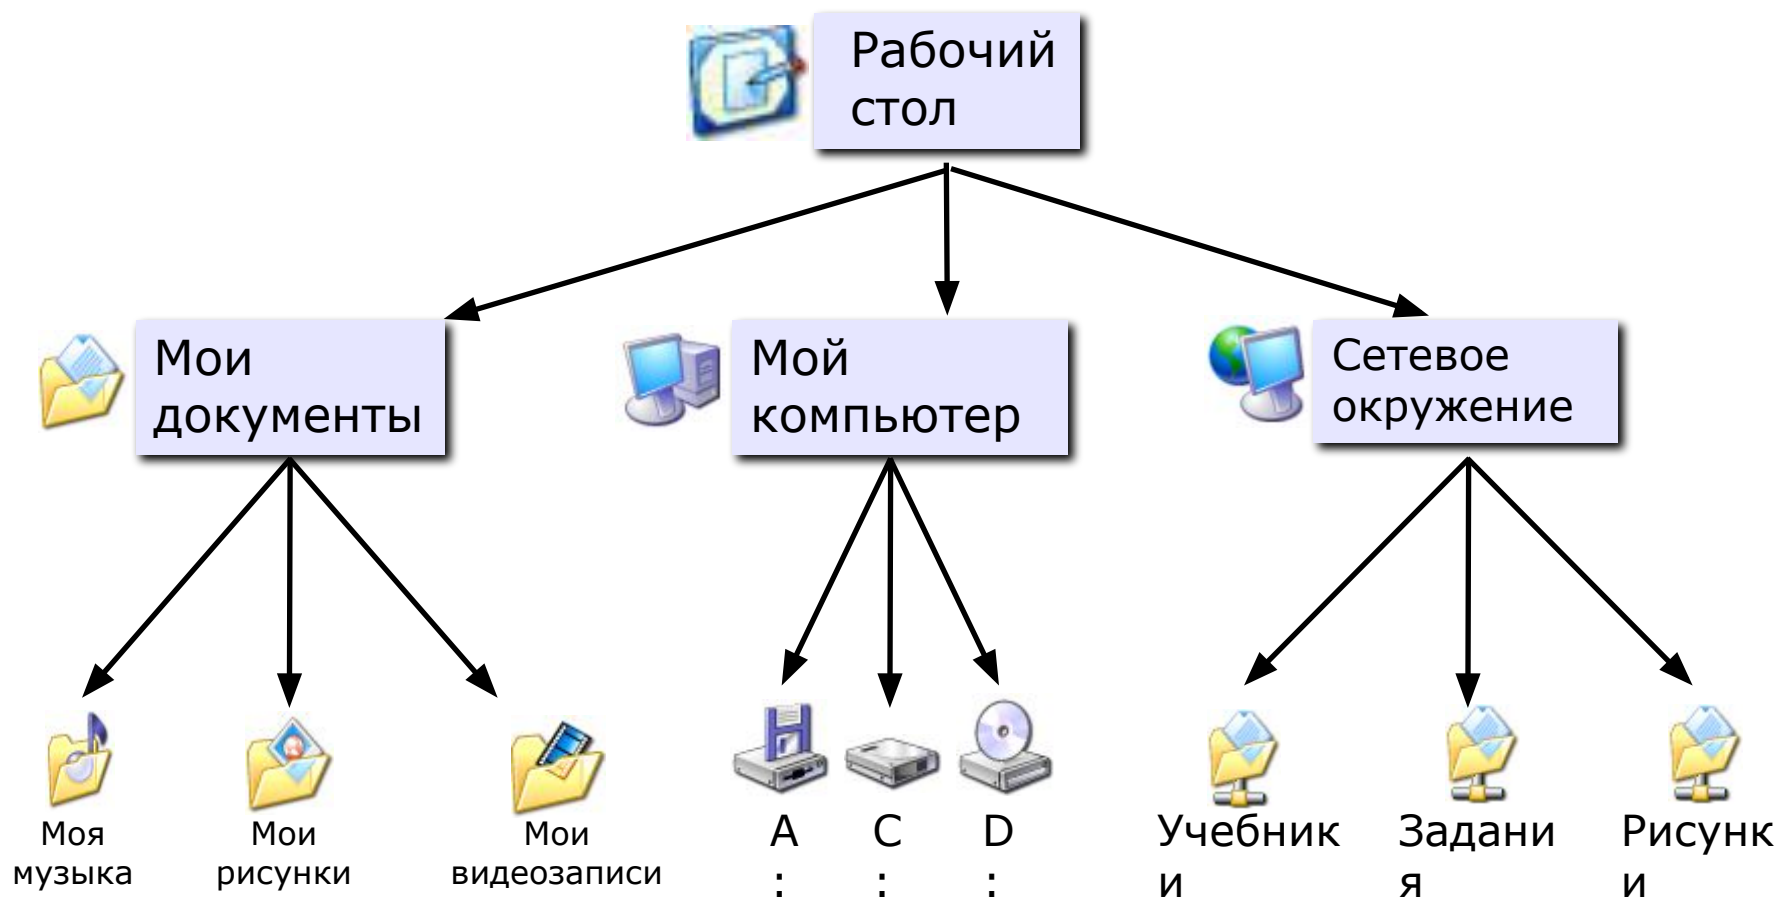 Рабочий
стол
Мои
документы
Мой
компьютер
Сетевое
окружение
Моя
музыка
Мои
рисунки
Мои
видеозаписи
A
:
C
:
D
:
Учебник
и
Задани
я
Рисунк
и